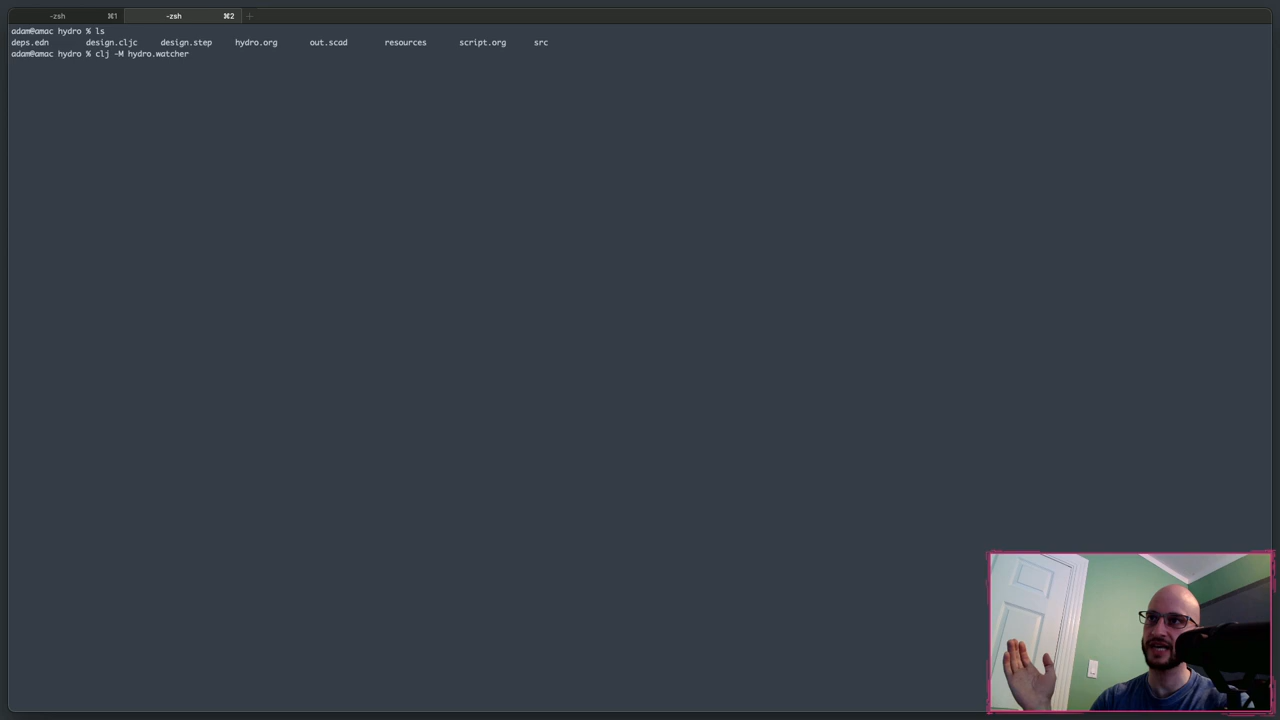 -zsh ⌘1 -zsh ⌘2 +
adam@amac hydro % ls
deps.edn design.cljc design.step hydro.org out.scad resources script.org src
adam@amac hydro % clj -M hydro.watcher